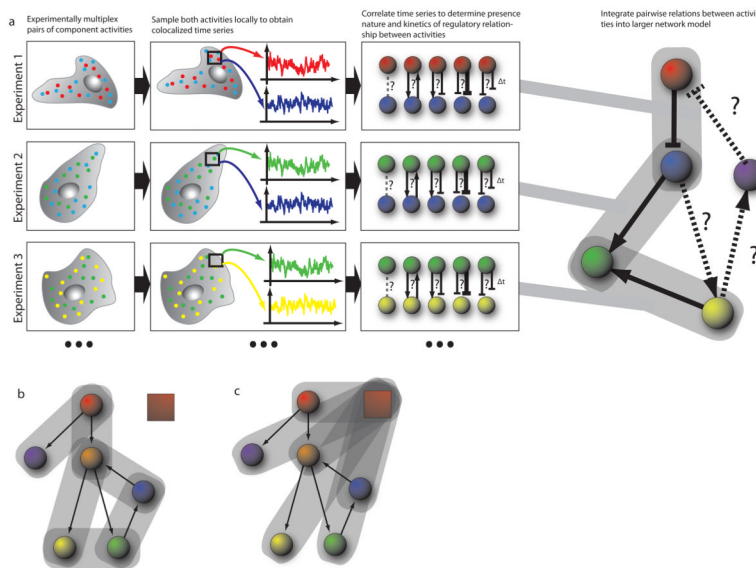 a
Experimentally multiplex
pairs of component activities
Sample both activities locally to obtain
colocalized time series
Correlate time series to determine presence
nature and kinetics of regulatory relation-
ship between activities
Integrate pairwise relations between activi-
ties into larger network model
Experiment 1
? ? ? ? ? Δt
Experiment 2
? ? ? ? ? Δt
Experiment 3
? ? ? ? ? Δt
?
?
?
b
c